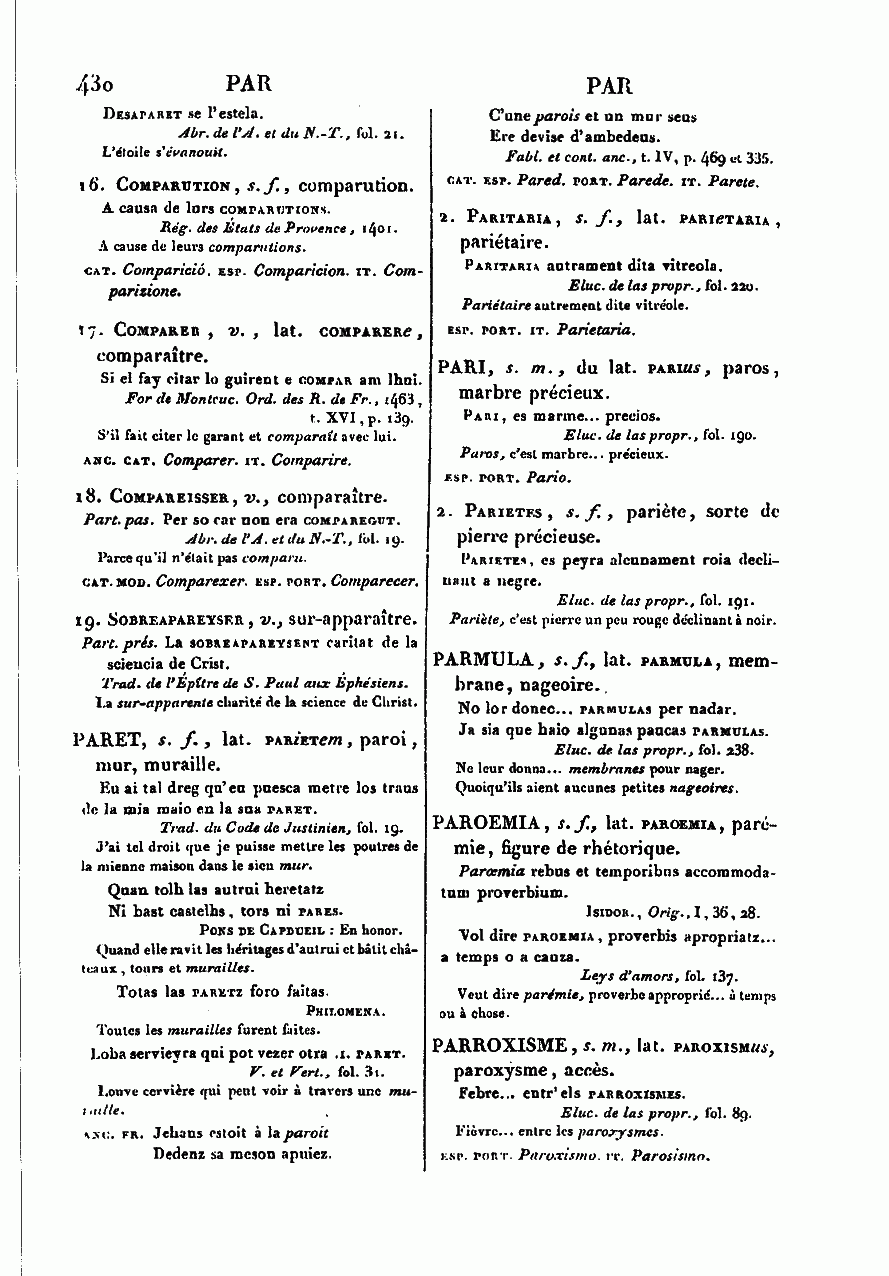 430 PAR PAR
DESAPARET se l'estela.
Abr. de l'A. et du N.-T., fol. 21.
L'étoile s'évanouit.
16. COMPARUTION, s. f., comparution.
A causa de lors COMPARUTIONS.
Rég. des États de Provence, 1401.
A cause de leurs comparutions.
CAT. Comparició. ESP. Comparicion. IT. Com-
parizione.
17. COMPARER, v., lat. COMPARERe,
comparaître.
Si el fay citar lo guirent e COMPAR am lhui.
For de Montcuc. Ord. des R. de Fr., 1463,
t. XVI, p. 139.
S'il fait citer le garant et comparaît avec lui.
ANC. CAT. Comparer. IT. Comparire.
18. COMPAREISSER, v., comparaître.
Part. pas. Per so car non era COMPAREGUT.
Abr. de l'A. et du N.-T., fol. 19.
Parce qu'il n'était pas comparu.
CAT. MOD. Comparexer. ESP. PORT. Comparecer.
19. SOBREAPAREYSER, v., sur-apparaître.
Part. prés. La SOBREAPAREYSENT caritat de la
sciencia de Crist.
Trad. de l'Épître de S. Paul aux Éphésiens.
La sur-apparente charité de la science du Christ.
PARET, s. f., lat. PARIETem, paroi,
mur, muraille.
Eu ai tal dreg qu'eu puesca metre los traus
de la mia maio en la sua PARET.
Trad. du Code de Justinien, fol. 19.
J'ai tel droit que je puisse mettre les poutres de
la mienne maison dans le sien mur.
Quan tolh las autrui heretatz
Ni bast castelhs, tors ni PARES.
PONS DE CAPDUEIL : En honor.
Quand elle ravit les héritages d'autrui et bâtit châ-
teaux, tours et murailles.
Totas las PARETZ foro faitas.
PHILOMENA.
Toutes les murailles furent faites.
Loba servieyra qui pot vezer otra .I. PARET.
V. et Vert., fol. 31.
Louve cervière qui peut voir à travers une mu-
raille.
ANC. FR. Jehans estoit à la paroit
Dedenz sa meson apuiez.
C'une parois et un mur seus
Ere devise d'ambedeus.
Fabl. et cont. anc., t. IV, p. 469 et 335.
CAT. ESP. Pared. PORT. Parede. IT. Parete.
2. PARITARIA, s. f., lat. PARIeTARIA,
pariétaire.
PARITARIA autrament dita vitreola.
Eluc. de las propr., fol. 220.
Pariétaire autrement dite vitréole.
ESP. PORT. IT. Parietaria.
PARI, s. m., du lat. PARIus, paros,
marbre précieux.
PARI, es marme... precios.
Eluc. de las propr., fol. 190.
Paros, c'est marbre... précieux.
ESP. PORT. Pario.
2. PARIETES, s. f., pariète, sorte de
pierre précieuse.
PARIETES, es peyra alcunament roia decli-
nant a negre.
Eluc. de las propr., fol. 191.
Pariète, c'est pierre un peu rouge déclinant à noir.
PARMULA, s. f., lat. PARMULA, mem-
brane, nageoire.
No lor donec... PARMULAS per nadar.
Ja sia que haio algunas paucas PARMULAS.
Eluc. de las propr., fol. 238.
Ne leur donna... membranes pour nager.
Quoiqu'ils aient aucunes petites nageoires.
PAROEMIA, s. f., lat. PAROEMIA, paré-
mie, figure de rhétorique.
Parœmia rebus et temporibus accommoda-
tum proverbium.
ISIDOR., Orig., I, 36, 28.
Vol dire PAROEMIA, proverbis apropriatz...
a temps o a cauza.
Leys d'amors, fol. 137.
Veut dire parémie, proverbe approprié... à temps
ou à chose.
PARROXISME, s. m., lat. PAROXISMus,
paroxysme, accès.
Febre... entr'els PARROXISMES.
Eluc. de las propr., fol. 89.
Fièvre... entre les paroxysmes.
ESP. PORT. Paroxismo. IT. Parosismo.